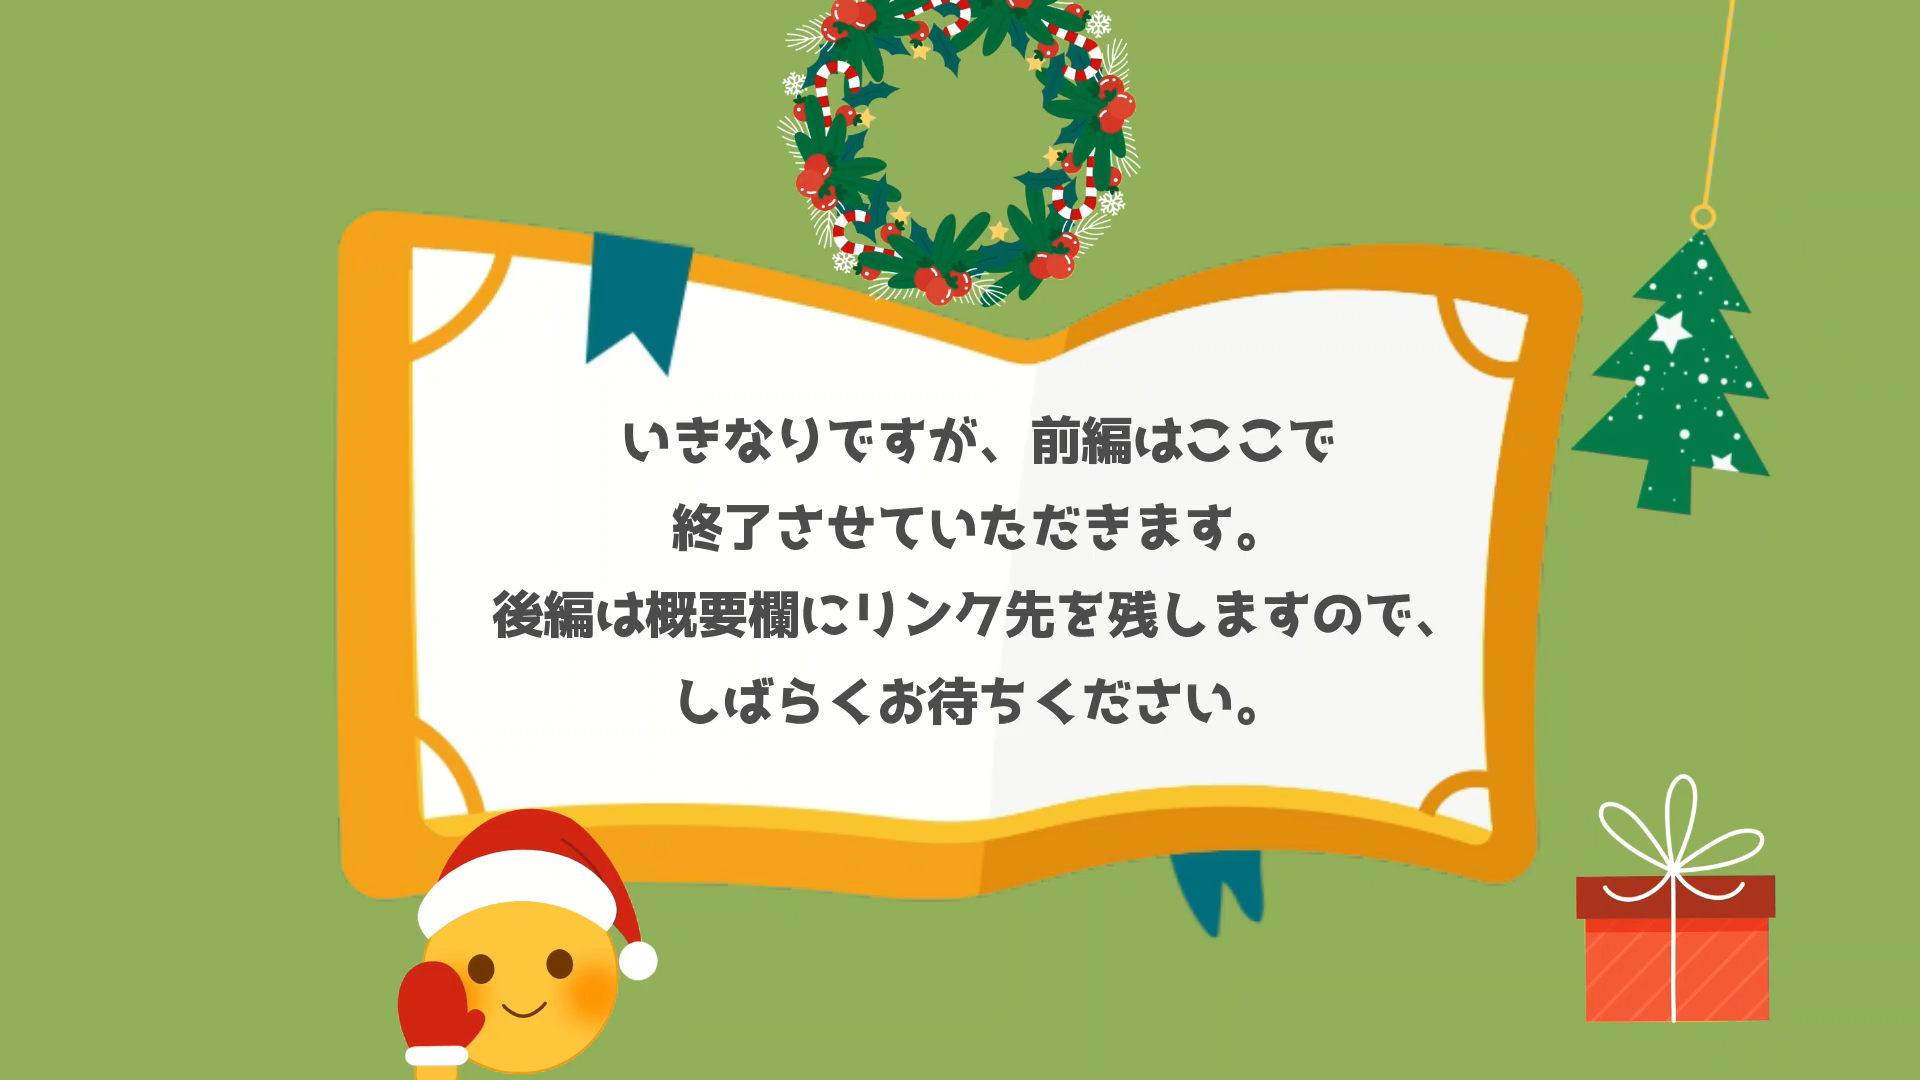 いきなりですが、前編はここで
終了させていただきます。
後編は概要欄にリンク先を残しますので、
しばらくお待ちください。